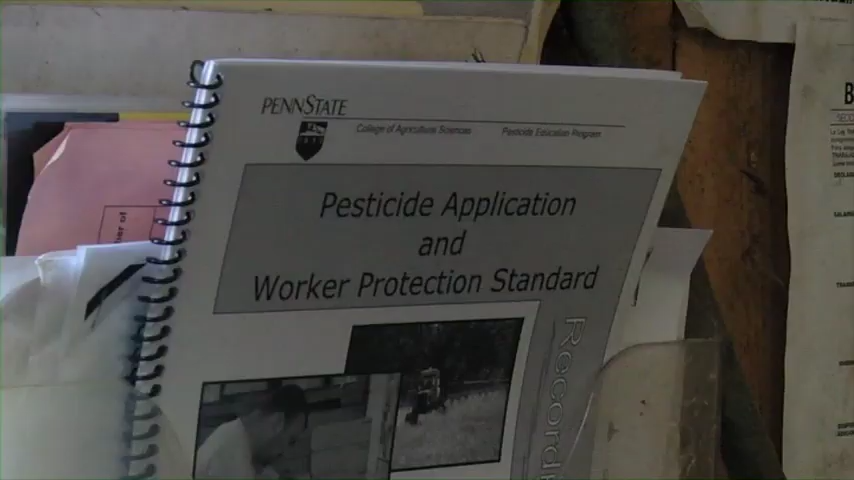 PENNSTATE
College of Agricultural Sciences Pesticide Education Program
Pesticide Application
and
Worker Protection Standard